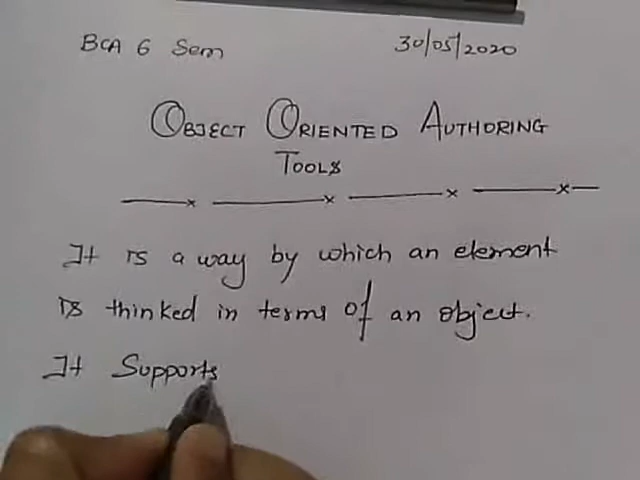 BCA 6 Sem 30/05/2020
OBJECT ORIENTED AUTHORING
TOOLS
It is a way by which an element
is thinked in terms of an object.
It Supports